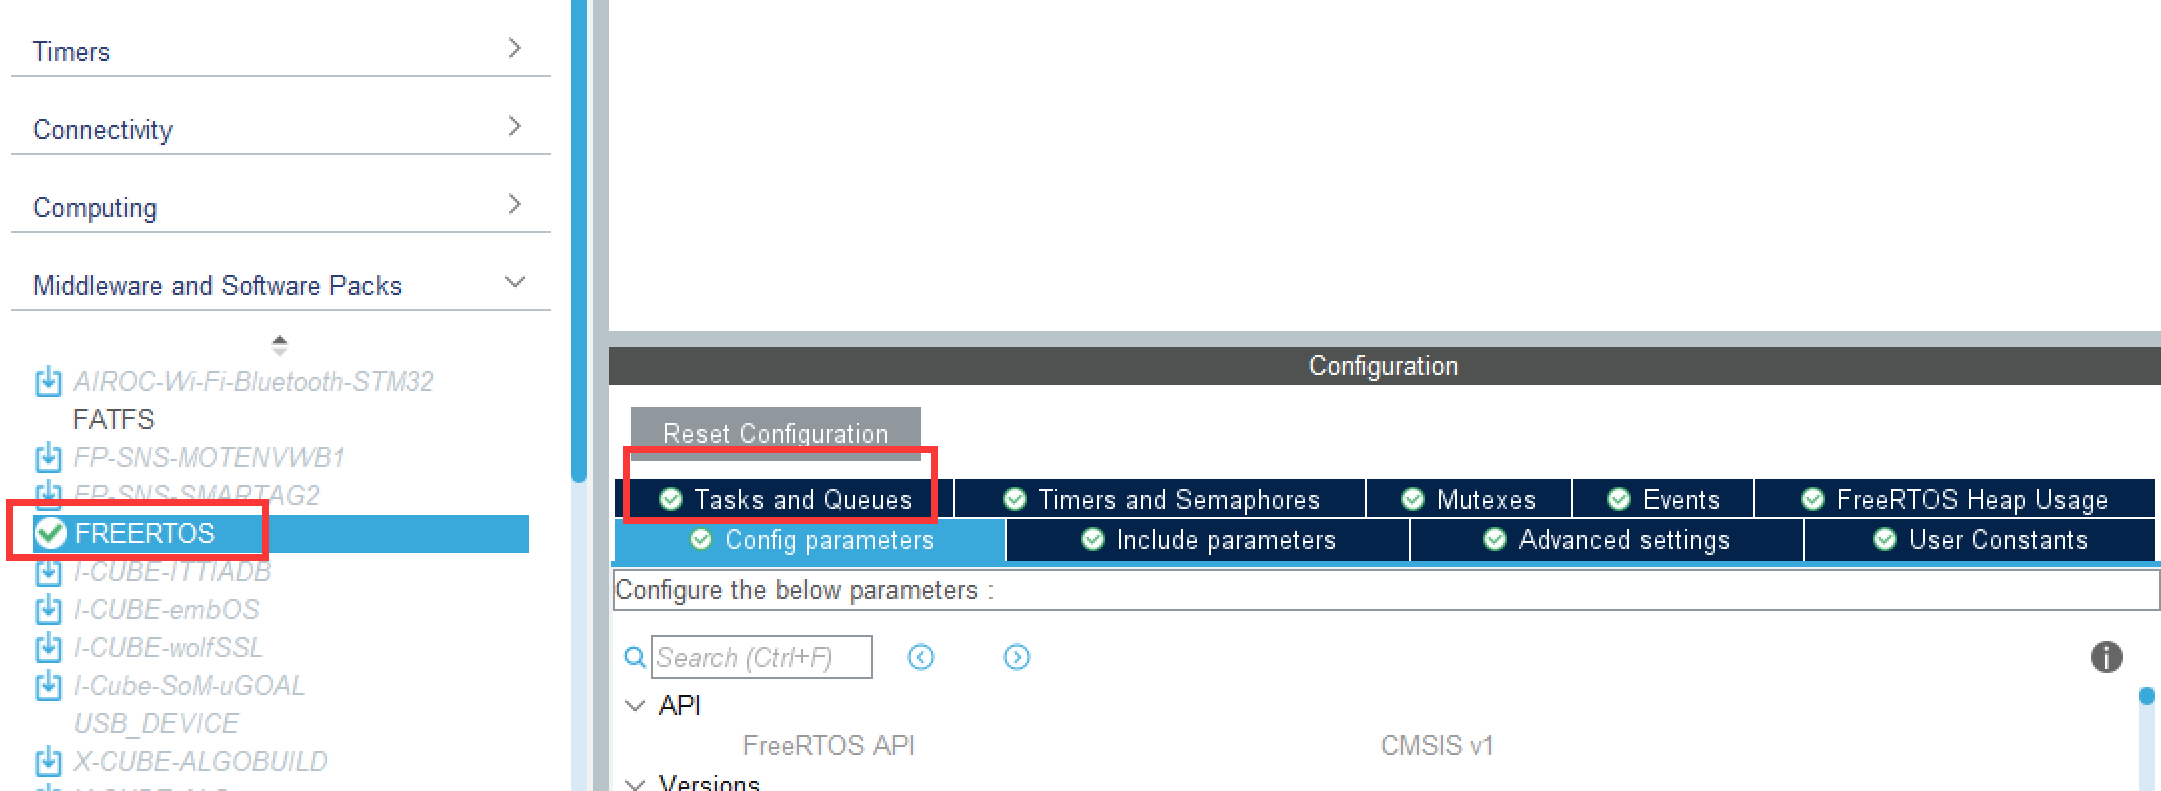 Timers
Connectivity
Computing
Middleware and Software Packs
AIROC-Wi-Fi-Bluetooth-STM32
FATFS
FP-SNS-MOTENVWB1
FP-SNS-SMARTAG2
FREERTOS
I-CUBE-ITTIADB
I-CUBE-embOS
I-CUBE-wolfSSL
I-Cube-SoM-uGOAL
USB_DEVICE
X-CUBE-ALGOBUILD
Configuration
Reset Configuration
Tasks and Queues Timers and Semaphores Mutexes Events FreeRTOS Heap Usage
Config parameters Include parameters Advanced settings User Constants
Configure the below parameters :
Search (Ctrl+F)
API
FreeRTOS API CMSIS v1
Versions